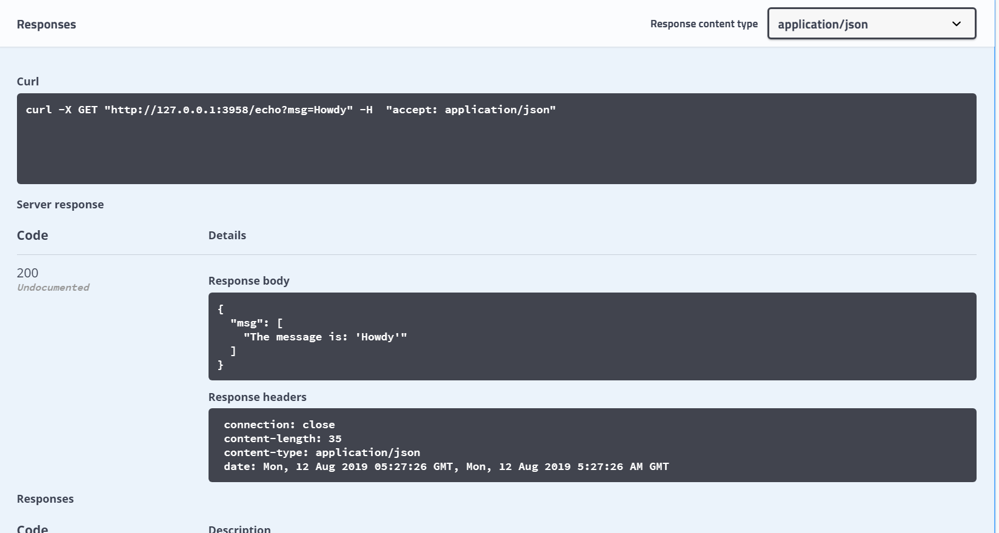 Responses
Response content type
application/json
Curl
curl -X GET "http://127.0.0.1:3958/echo?msg=Howdy" -H  "accept: application/json"
Server response
Code
Details
200
Undocumented
Response body
{
  "msg": [
    "The message is: 'Howdy'"
  ]
}
Response headers
connection: close
content-length: 35
content-type: application/json
date: Mon, 12 Aug 2019 05:27:26 GMT, Mon, 12 Aug 2019 5:27:26 AM GMT
Responses
Code
Description